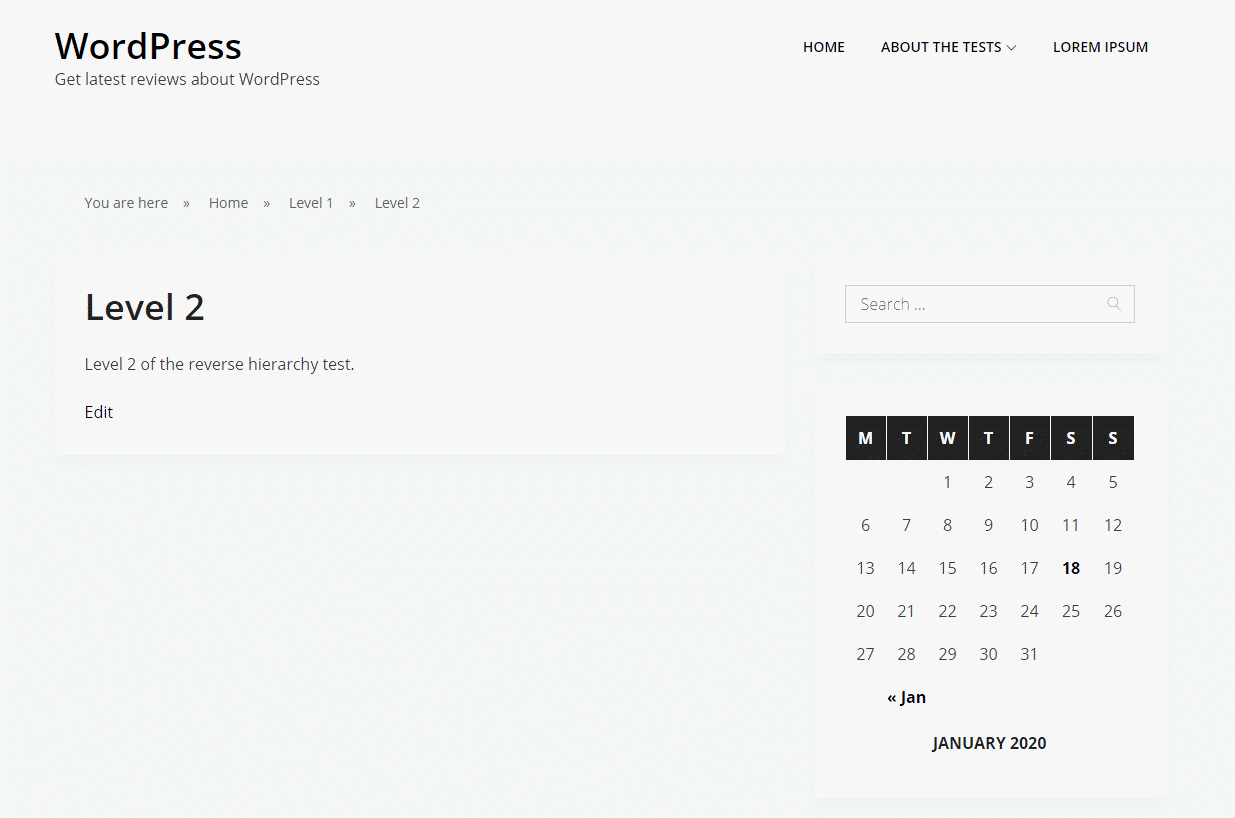 WordPress
Get latest reviews about WordPress
HOME ABOUT THE TESTS LOREM IPSUM
You are here » Home » Level 1 » Level 2
Level 2
Level 2 of the reverse hierarchy test.
Edit
Search ...
M T W T F S S
1 2 3 4 5
6 7 8 9 10 11 12
13 14 15 16 17 18 19
20 21 22 23 24 25 26
27 28 29 30 31
« Jan
JANUARY 2020